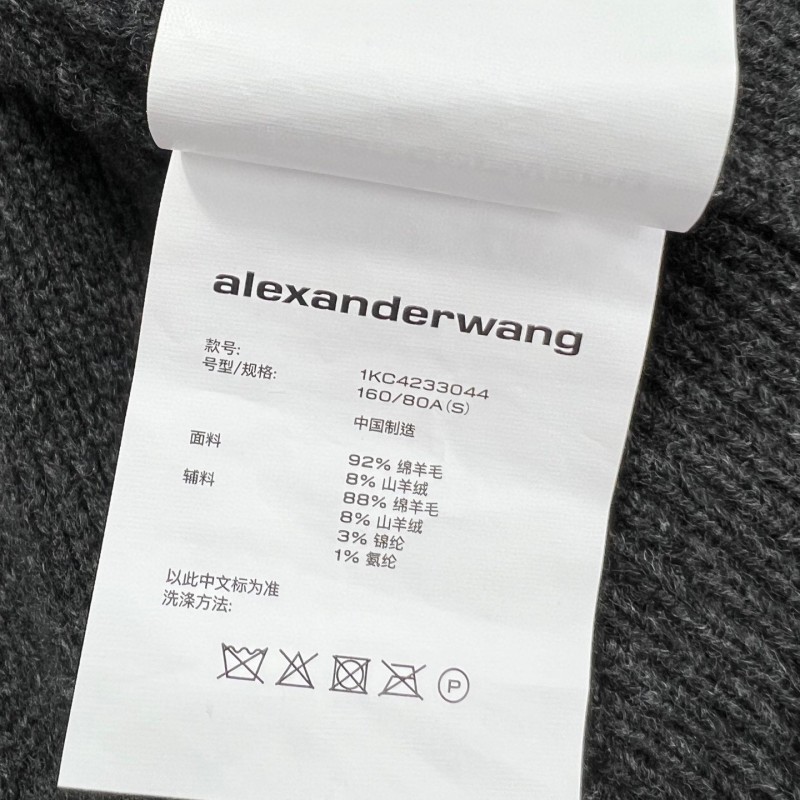 alexanderwang
款号: 1KC4233044
号型/规格: 160/80A(S)
中国制造
面料 92% 绵羊毛
8% 山羊绒
辅料 88% 绵羊毛
8% 山羊绒
3% 锦纶
1% 氨纶
以此中文标为准
洗涤方法:
P